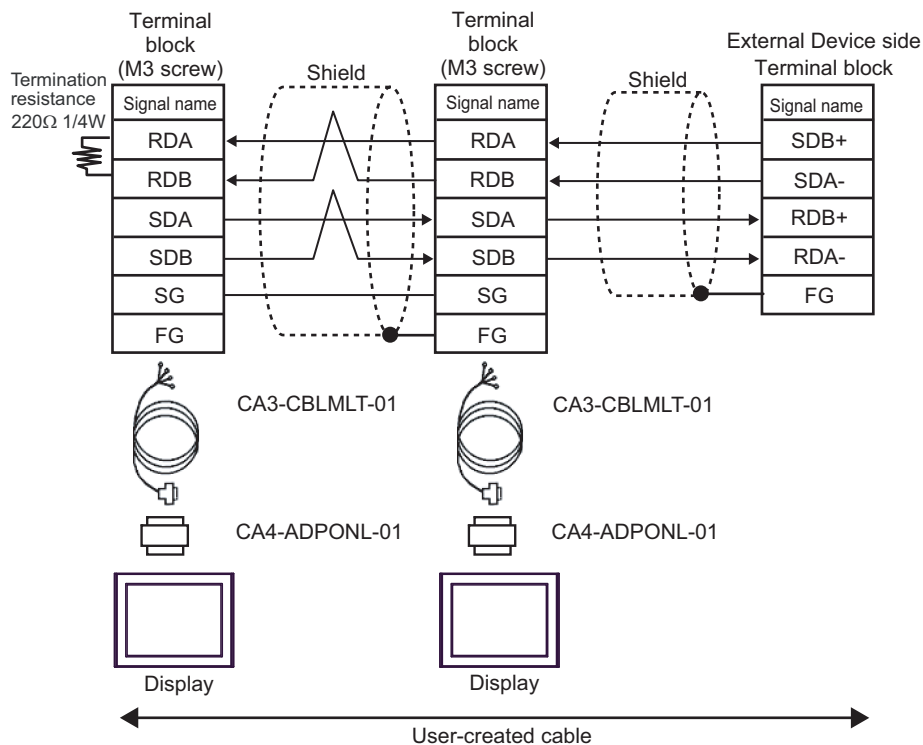 Terminal
block
(M3 screw)
Terminal
block
(M3 screw)
External Device side
Terminal block
Termination
resistance
220Ω 1/4W
Shield
Shield
Signal name
RDA
RDB
SDA
SDB
SG
FG
Signal name
RDA
RDB
SDA
SDB
SG
FG
Signal name
SDB+
SDA-
RDB+
RDA-
FG
CA3-CBLMLT-01
CA3-CBLMLT-01
CA4-ADPONL-01
CA4-ADPONL-01
Display
Display
User-created cable